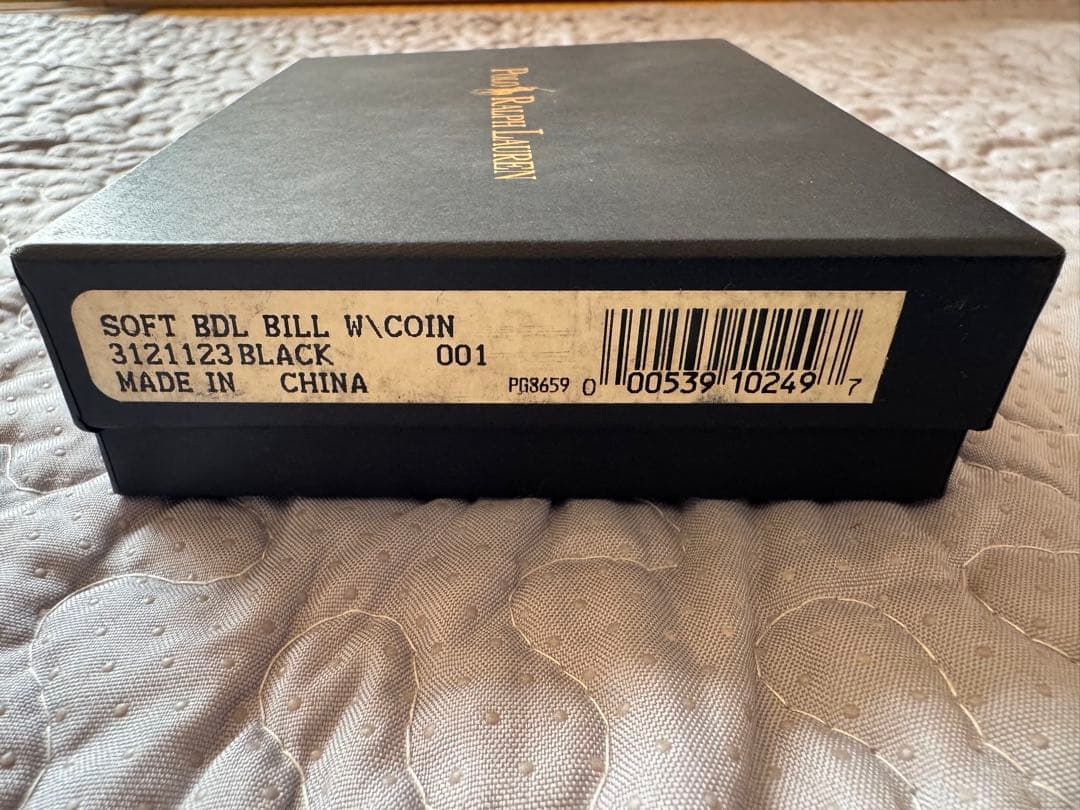 POLO RALPH LAUREN
SOFT BDL BILL W\COIN
3121123 BLACK 001
MADE IN CHINA
PG8659 0 00539 10249 7